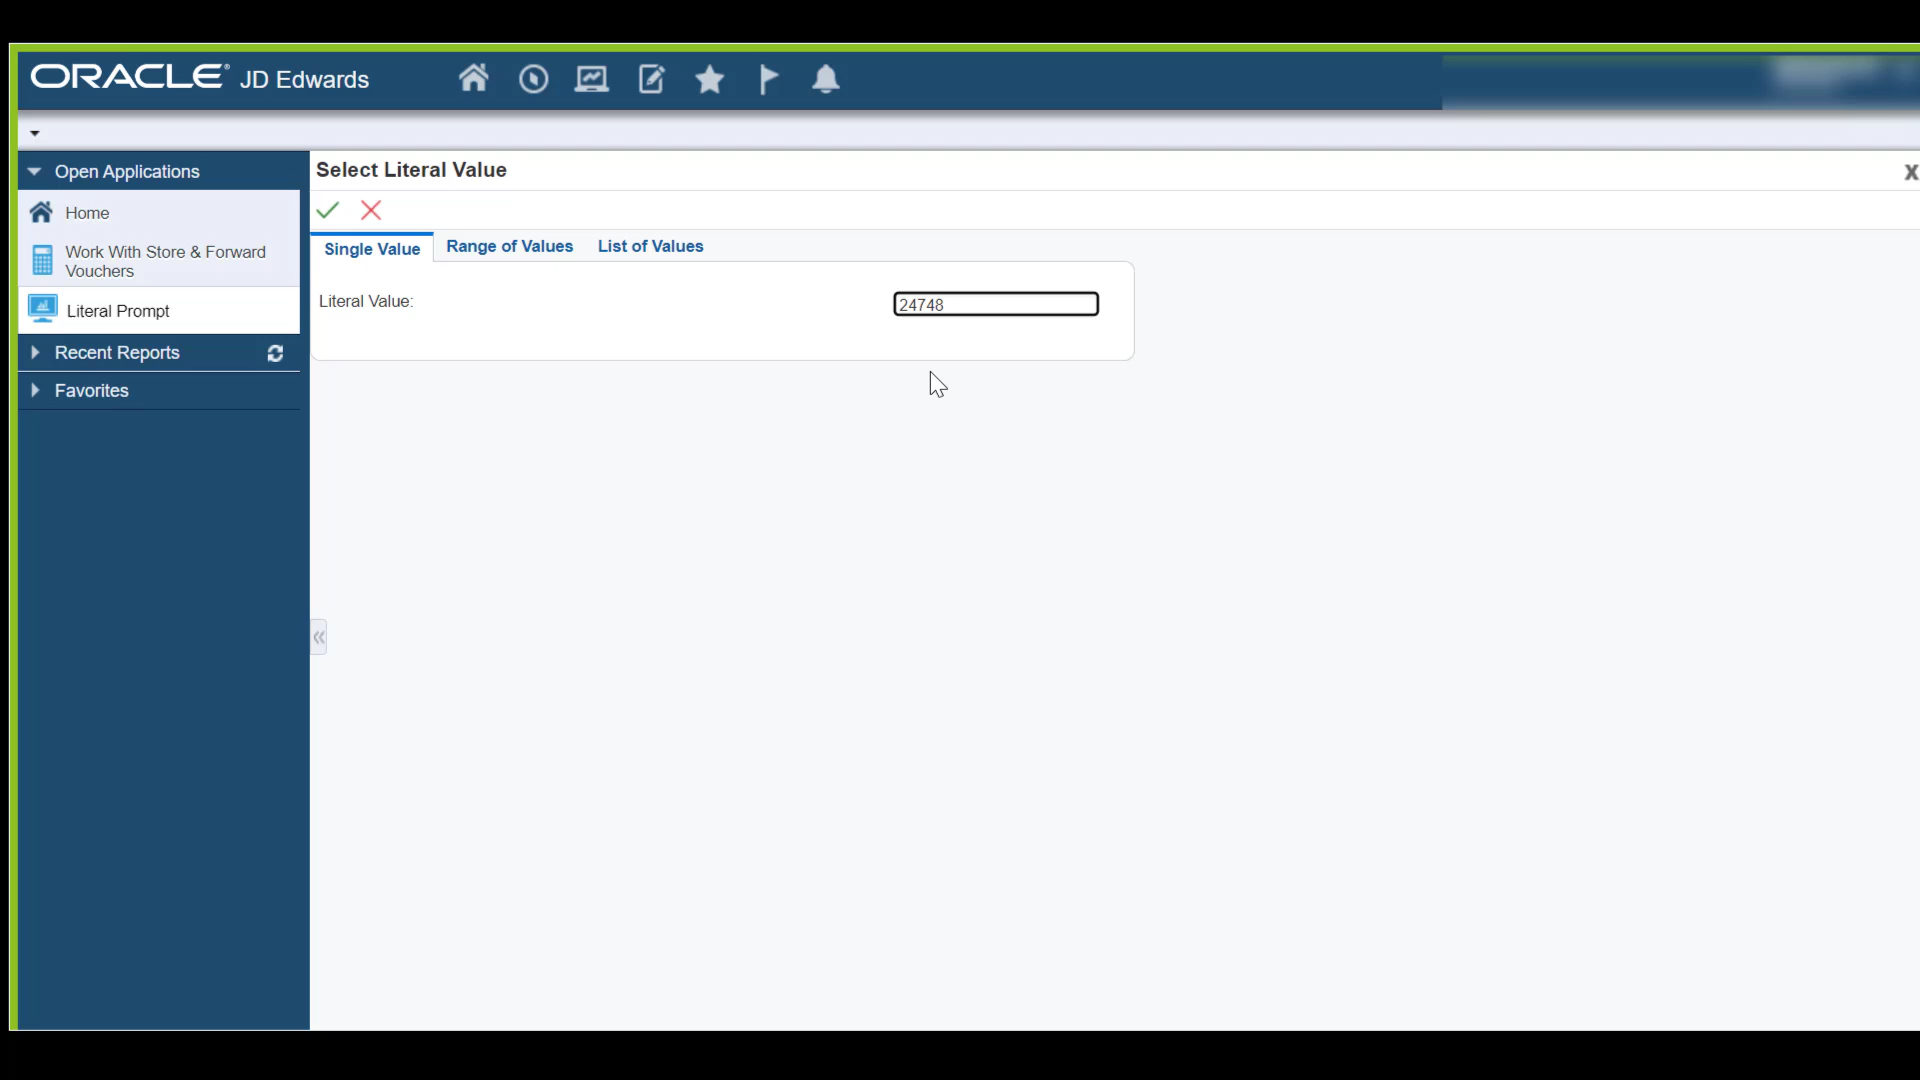 ORACLE® JD Edwards
Open Applications
Select Literal Value
X
Home
Single Value
Range of Values
List of Values
Work With Store & Forward
Vouchers
Literal Value:
24748
Literal Prompt
Recent Reports
Favorites